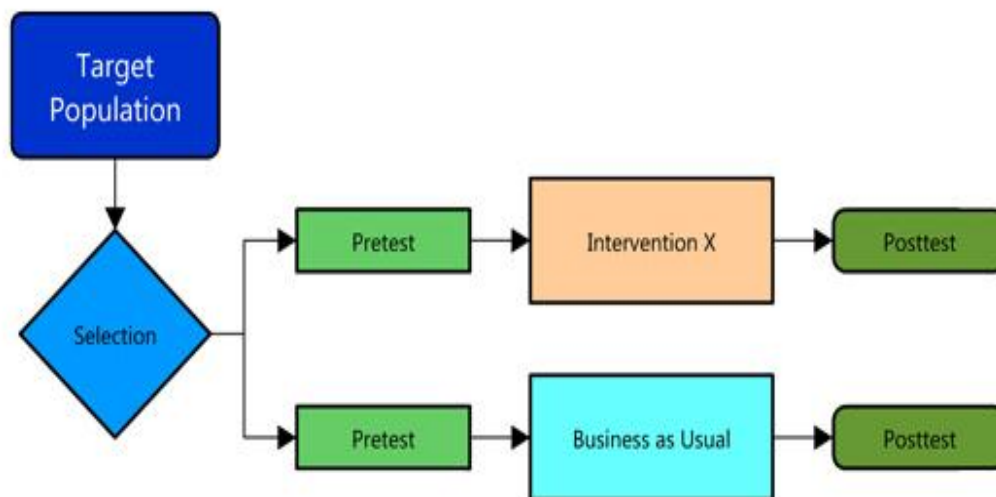 Target
Population
Selection
Pretest
Intervention X
Posttest
Pretest
Business as Usual
Posttest